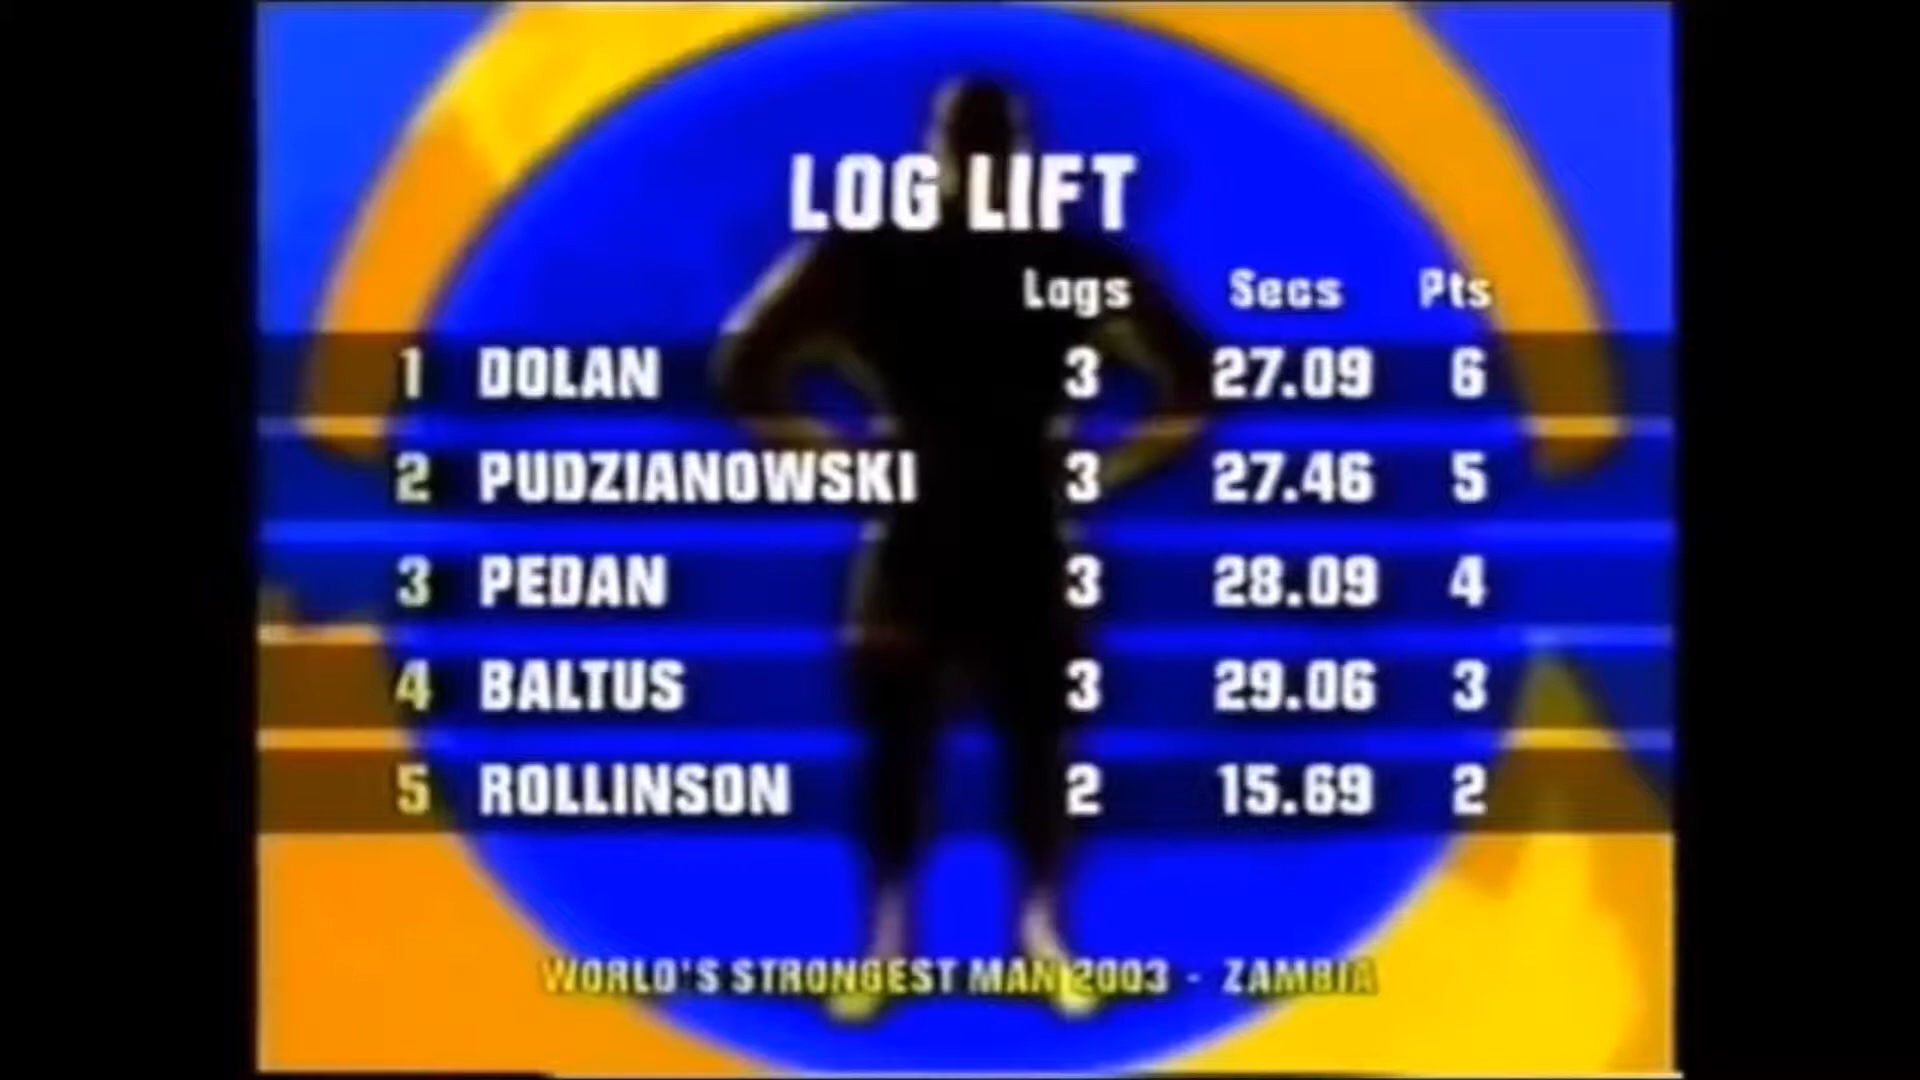 LOG LIFT
Logs Secs Pts
1 DOLAN 3 27.09 6
2 PUDZIANOWSKI 3 27.46 5
3 PEDAN 3 28.09 4
4 BALTUS 3 29.06 3
5 ROLLINSON 2 15.69 2
WORLD'S STRONGEST MAN 2003 - ZAMBIA